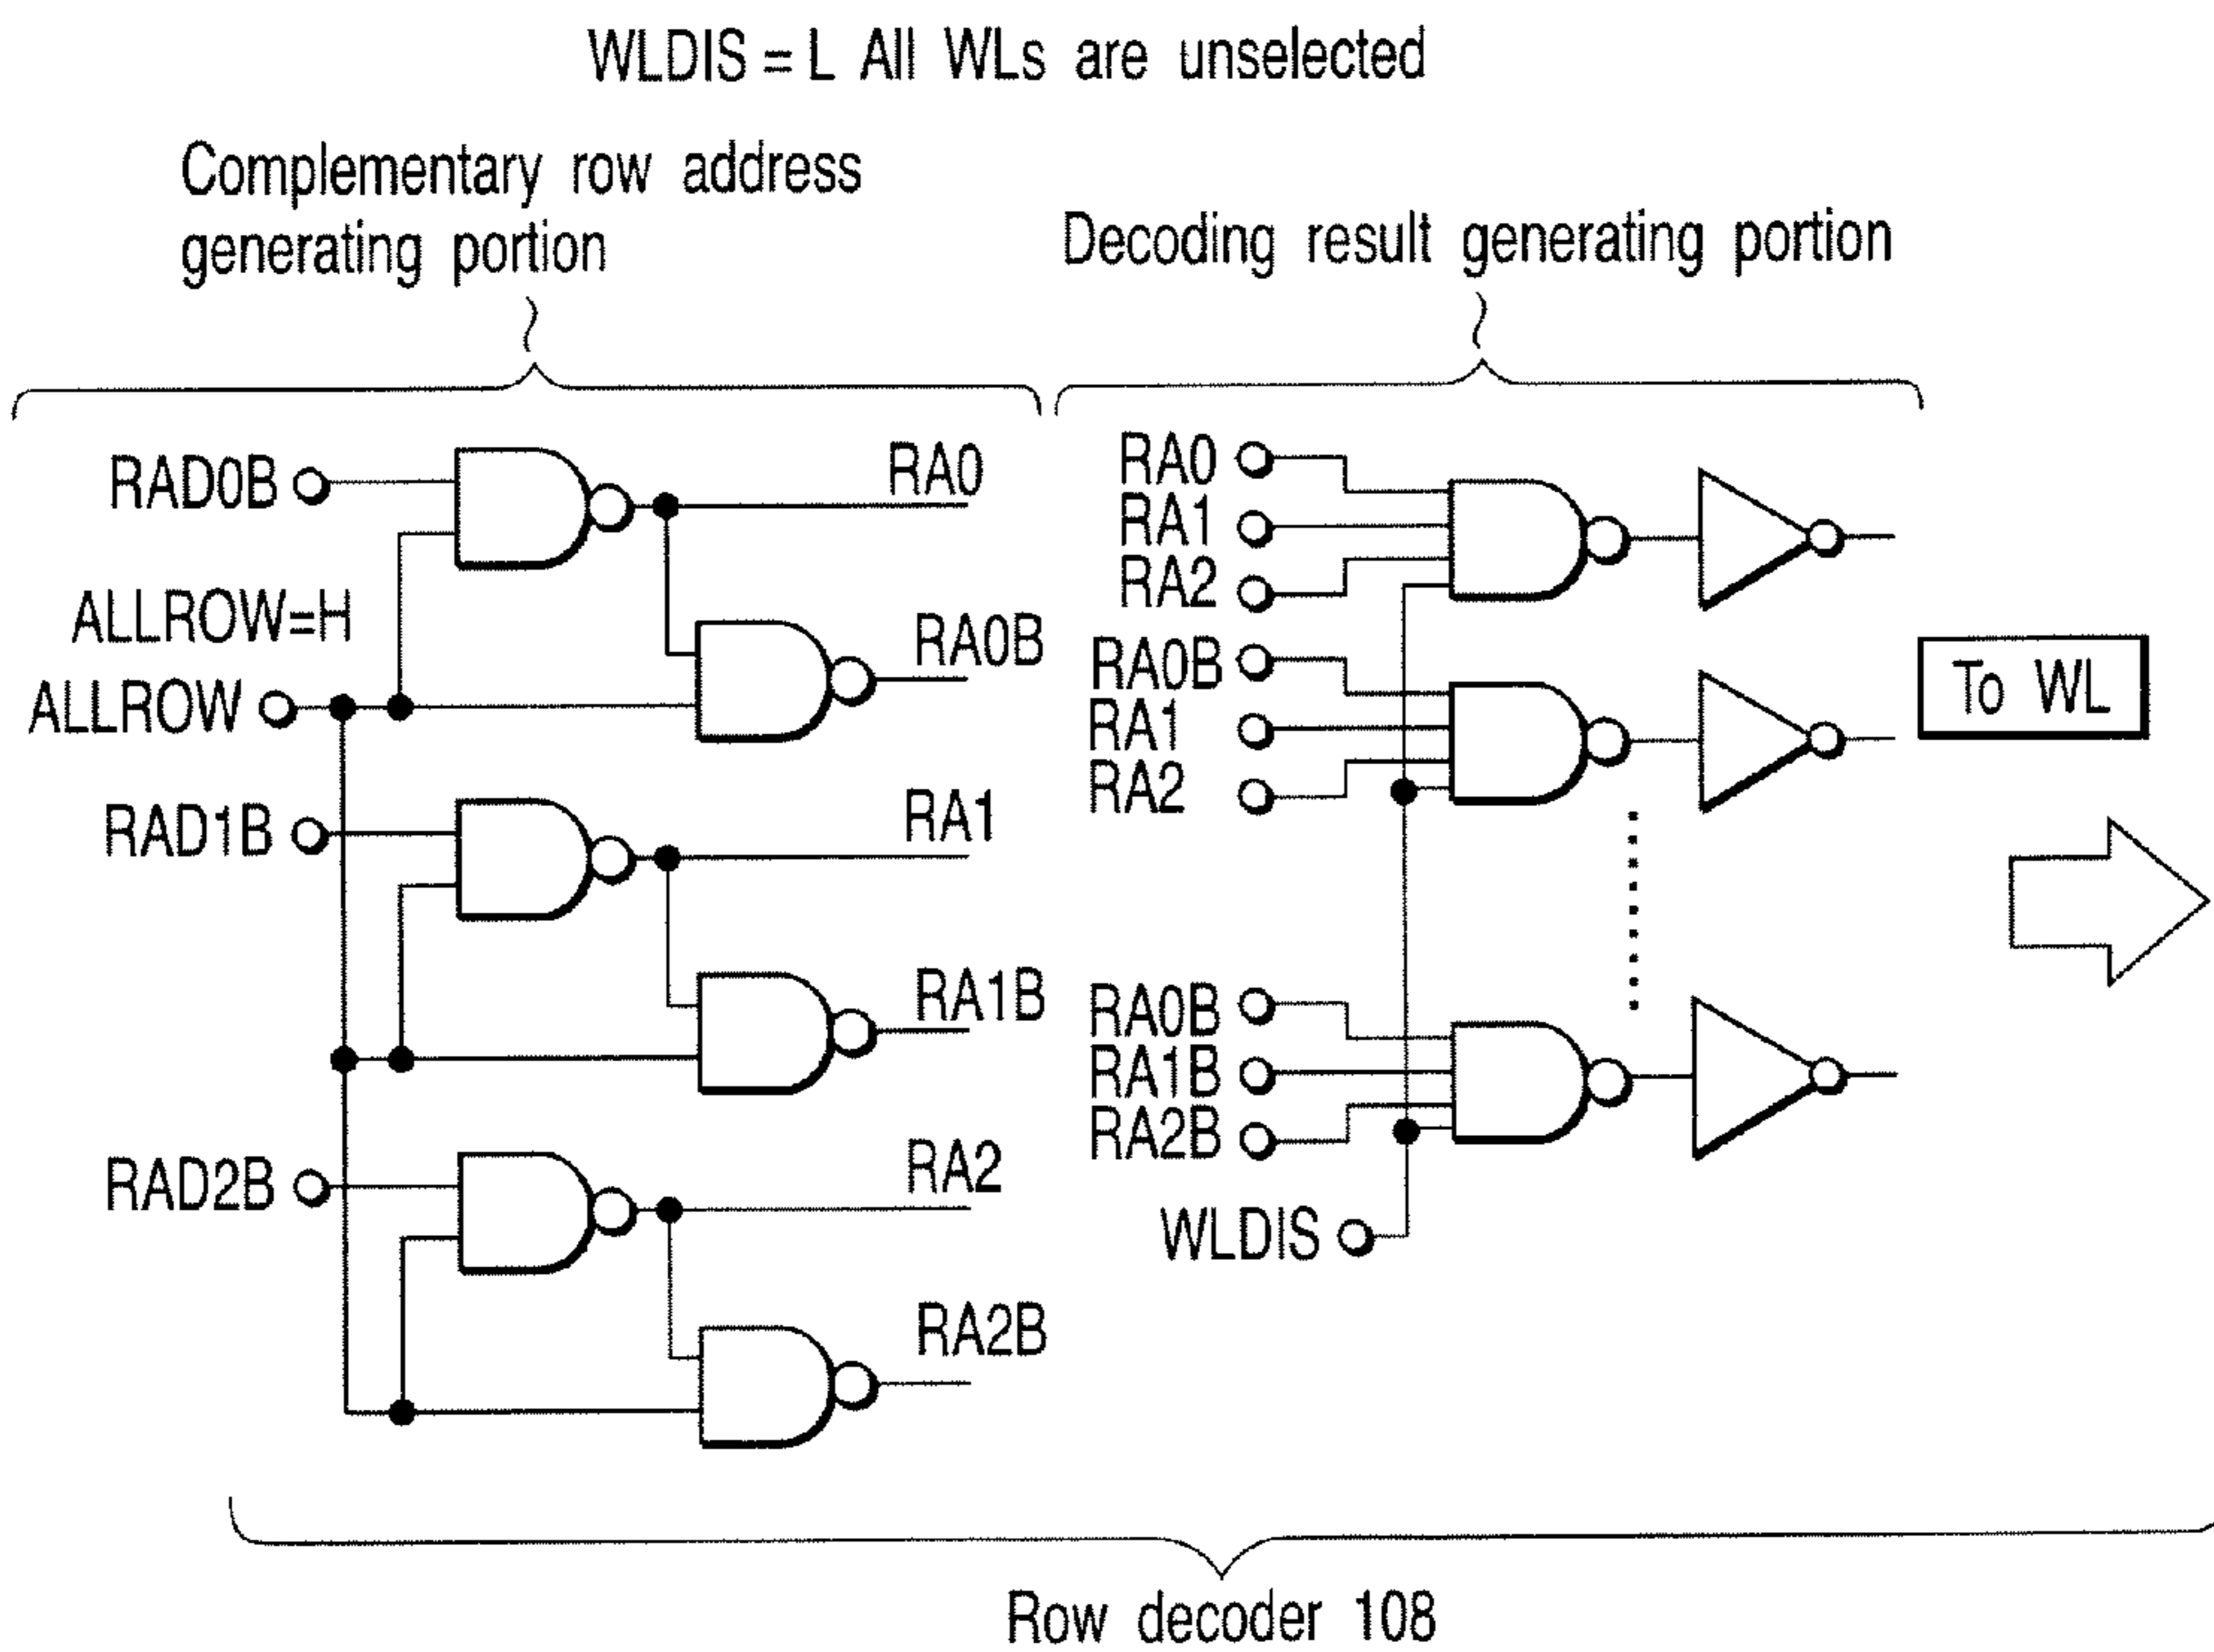 WLDIS = L All WLs are unselected
Complementary row address
generating portion
Decoding result generating portion
RAD0B
RA0
ALLROW=H
RA0B
ALLROW
RAD1B
RA1
RA1B
RAD2B
RA2
RA2B
RA0
RA1
RA2
RA0B
RA1
RA2
RA0B
RA1B
RA2B
WLDIS
To WL
Row decoder 108